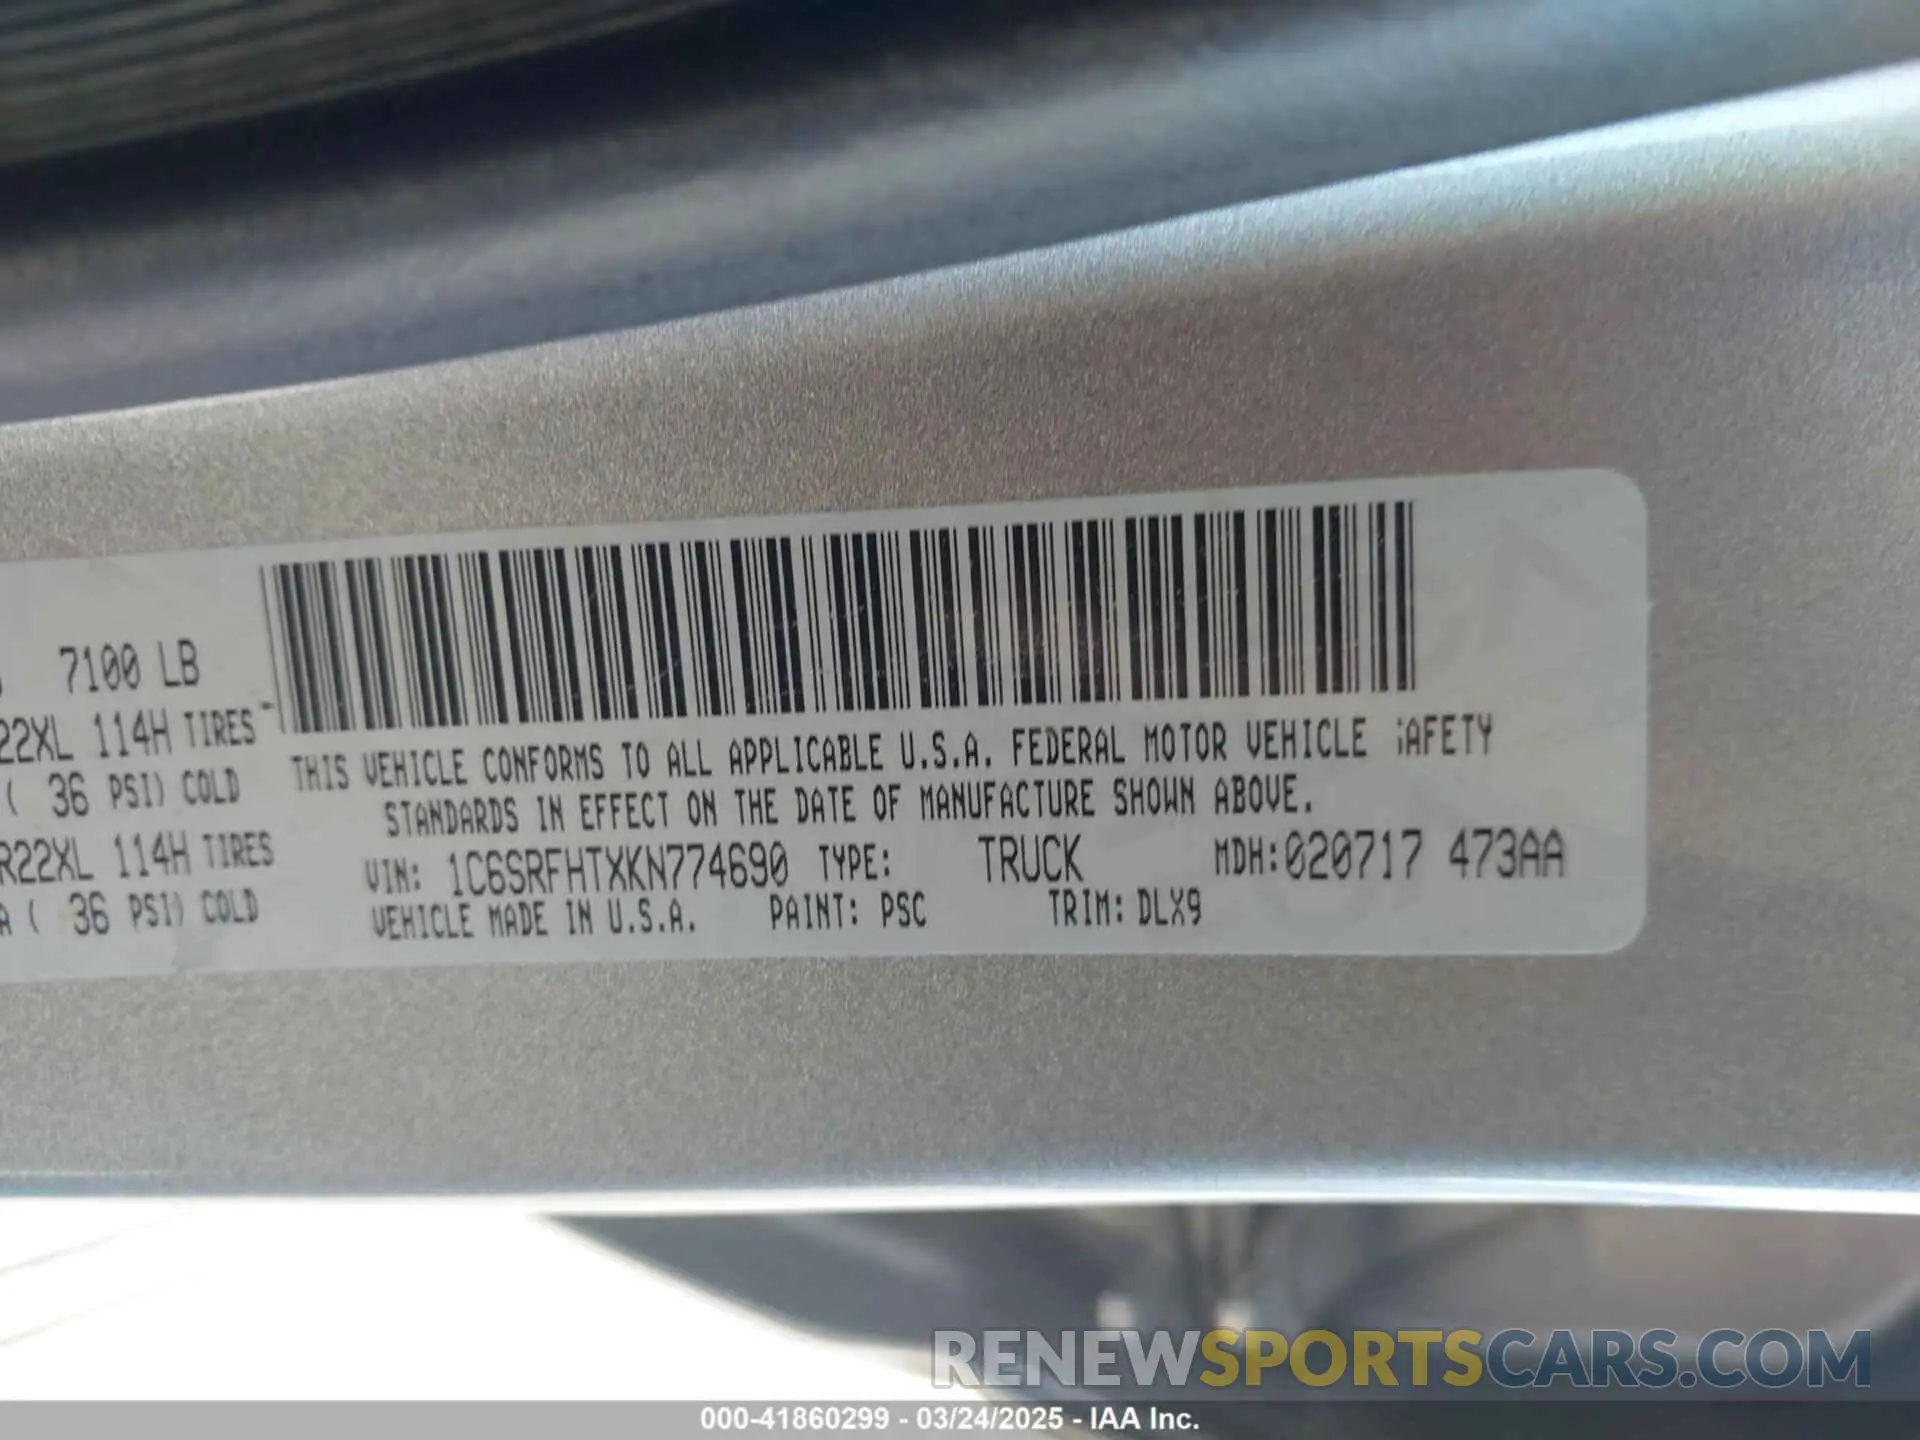 7100 LB
22XL 114H TIRES
( 36 PSI) COLD
R22XL 114H TIRES
A ( 36 PSI) COLD
THIS VEHICLE CONFORMS TO ALL APPLICABLE U.S.A. FEDERAL MOTOR VEHICLE SAFETY
STANDARDS IN EFFECT ON THE DATE OF MANUFACTURE SHOWN ABOVE.
VIN: 1C6SRFHTXKN774690 TYPE: TRUCK MDH:020717 473AA
VEHICLE MADE IN U.S.A. PAINT: PSC TRIM: DLX9
RENEWSPORTSCARS.COM
000-41860299 - 03/24/2025 - IAA Inc.